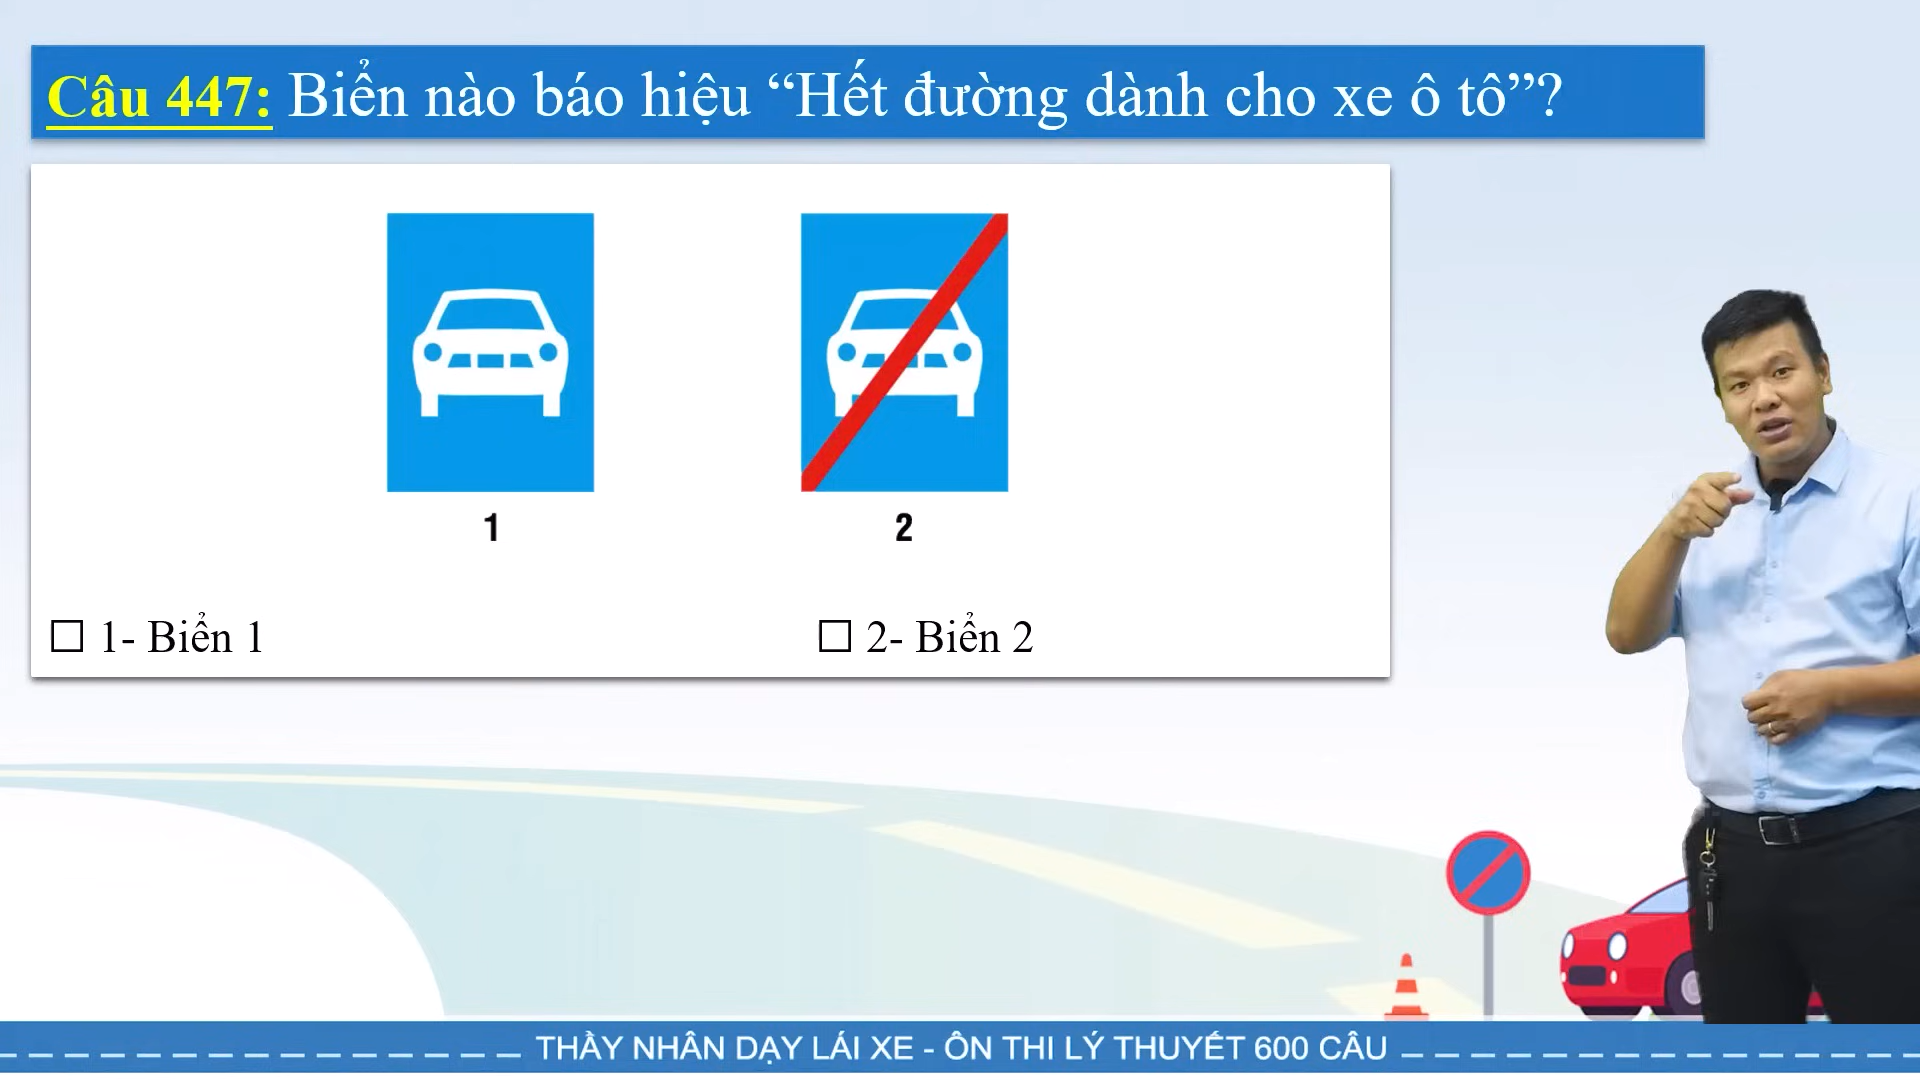 Câu 447: Biển nào báo hiệu “Hết đường dành cho xe ô tô”?
1
2
1- Biển 1
2- Biển 2
THẦY NHÂN DẠY LÁI XE - ÔN THI LÝ THUYẾT 600 CÂU